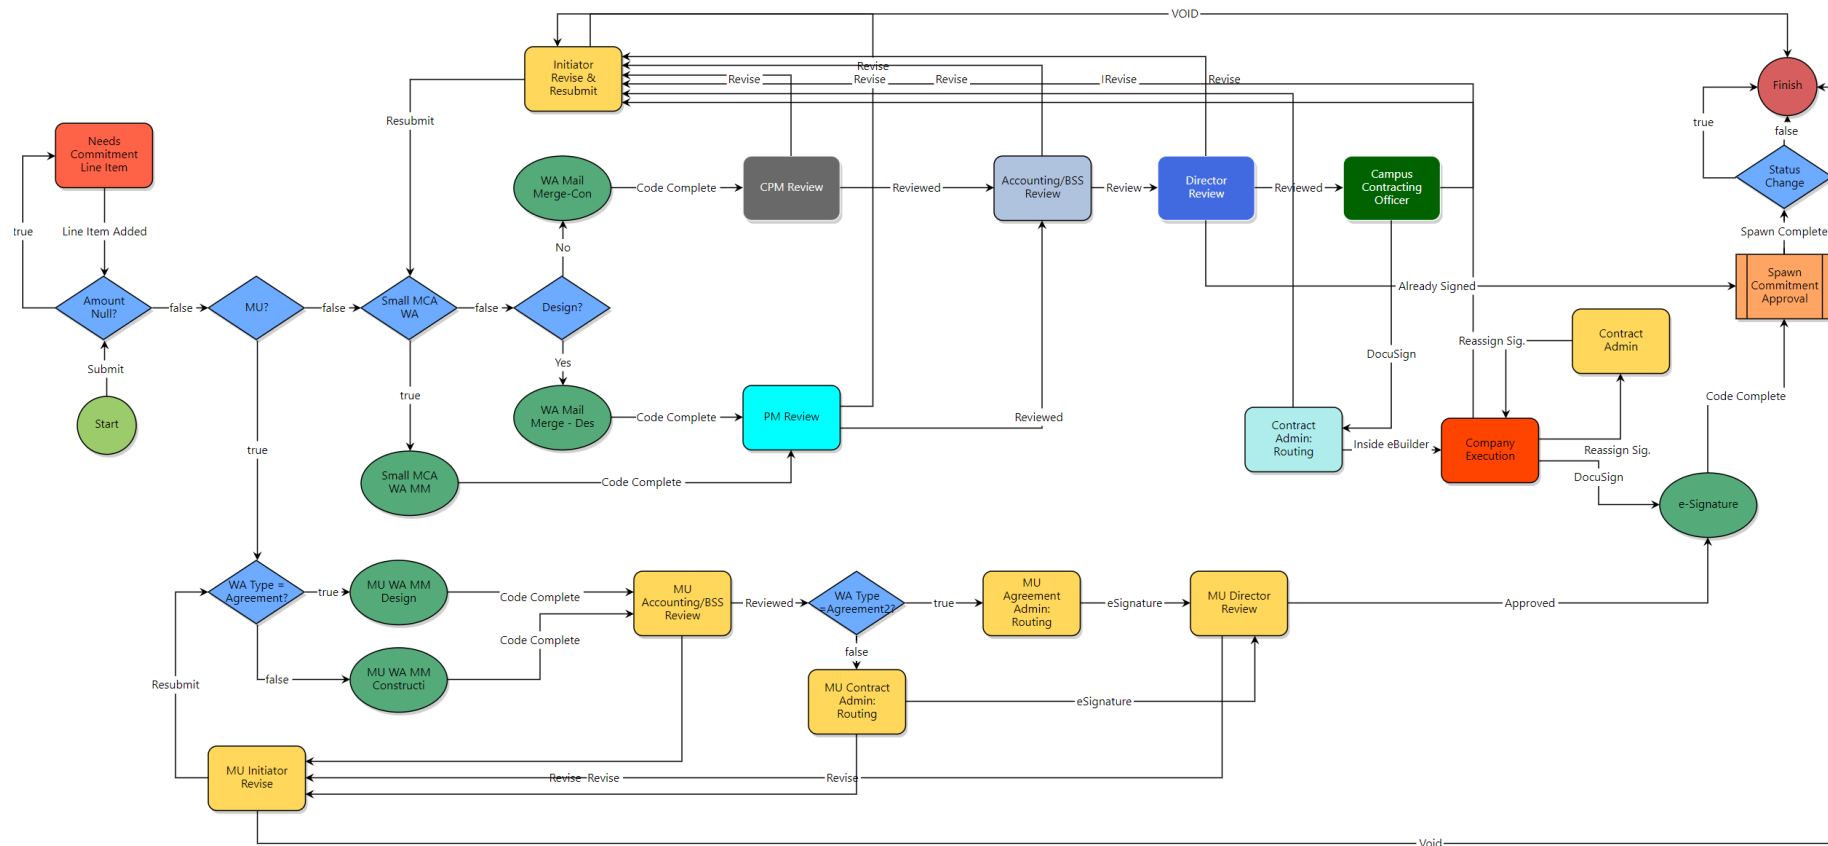 VOID
Initiator
Revise &
Resubmit
Revise
Revise
Revise
Revise
Revise
Revise
Finish
Resubmit
true
false
Needs
Commitment
Line Item
WA Mail
Merge-Con
Code Complete
CPM Review
Reviewed
Accounting/BSS
Review
Review
Director
Review
Reviewed
Campus
Contracting
Officer
Status
Change
true
Line Item Added
No
Spawn Complete
Amount
Null?
false
MU?
false
Small MCA
WA
false
Design?
Already Signed
Spawn
Commitment
Approval
Submit
Yes
DocuSign
Reassign Sig.
Contract
Admin
true
Code Complete
Start
WA Mail
Merge - Des
Code Complete
PM Review
Reviewed
Contract
Admin:
Routing
Inside eBuilder
Company
Execution
Reassign Sig.
DocuSign
true
Small MCA
WA MM
Code Complete
e-Signature
WA Type =
Agreement?
true
MU WA MM
Design
Code Complete
MU
Accounting/BSS
Review
Reviewed
WA Type
=Agreement2?
true
MU
Agreement
Admin:
Routing
eSignature
MU Director
Review
Approved
Code Complete
false
false
MU WA MM
Constructi
Resubmit
MU Contract
Admin:
Routing
eSignature
MU Initiator
Revise
Revise
Revise
Revise
Void